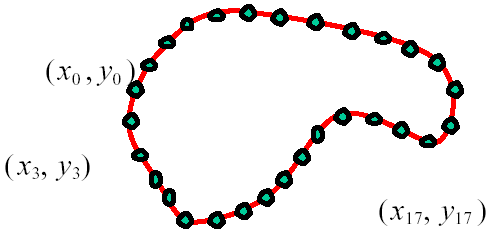 (x₀, y₀)
(x₃, y₃)
(x₁₇, y₁₇)